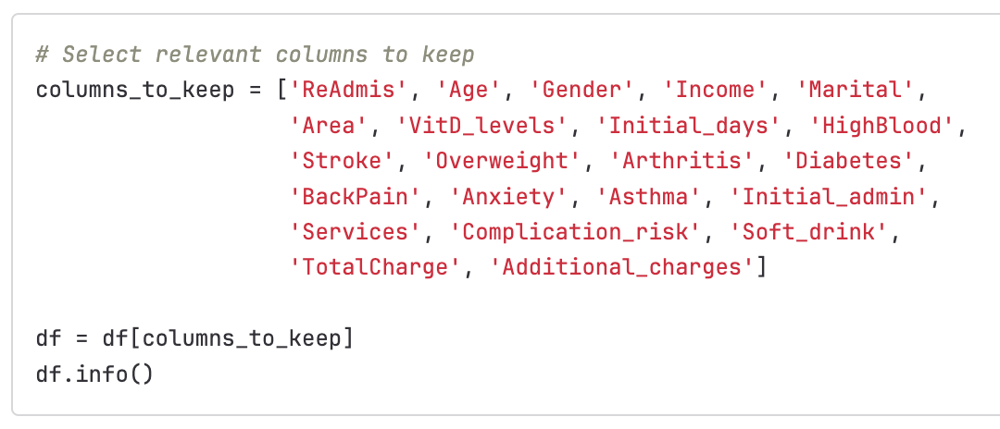 # Select relevant columns to keep
columns_to_keep = ['ReAdmis', 'Age', 'Gender', 'Income', 'Marital',
'Area', 'VitD_levels', 'Initial_days', 'HighBlood',
'Stroke', 'Overweight', 'Arthritis', 'Diabetes',
'BackPain', 'Anxiety', 'Asthma', 'Initial_admin',
'Services', 'Complication_risk', 'Soft_drink',
'TotalCharge', 'Additional_charges']
df = df[columns_to_keep]
df.info()